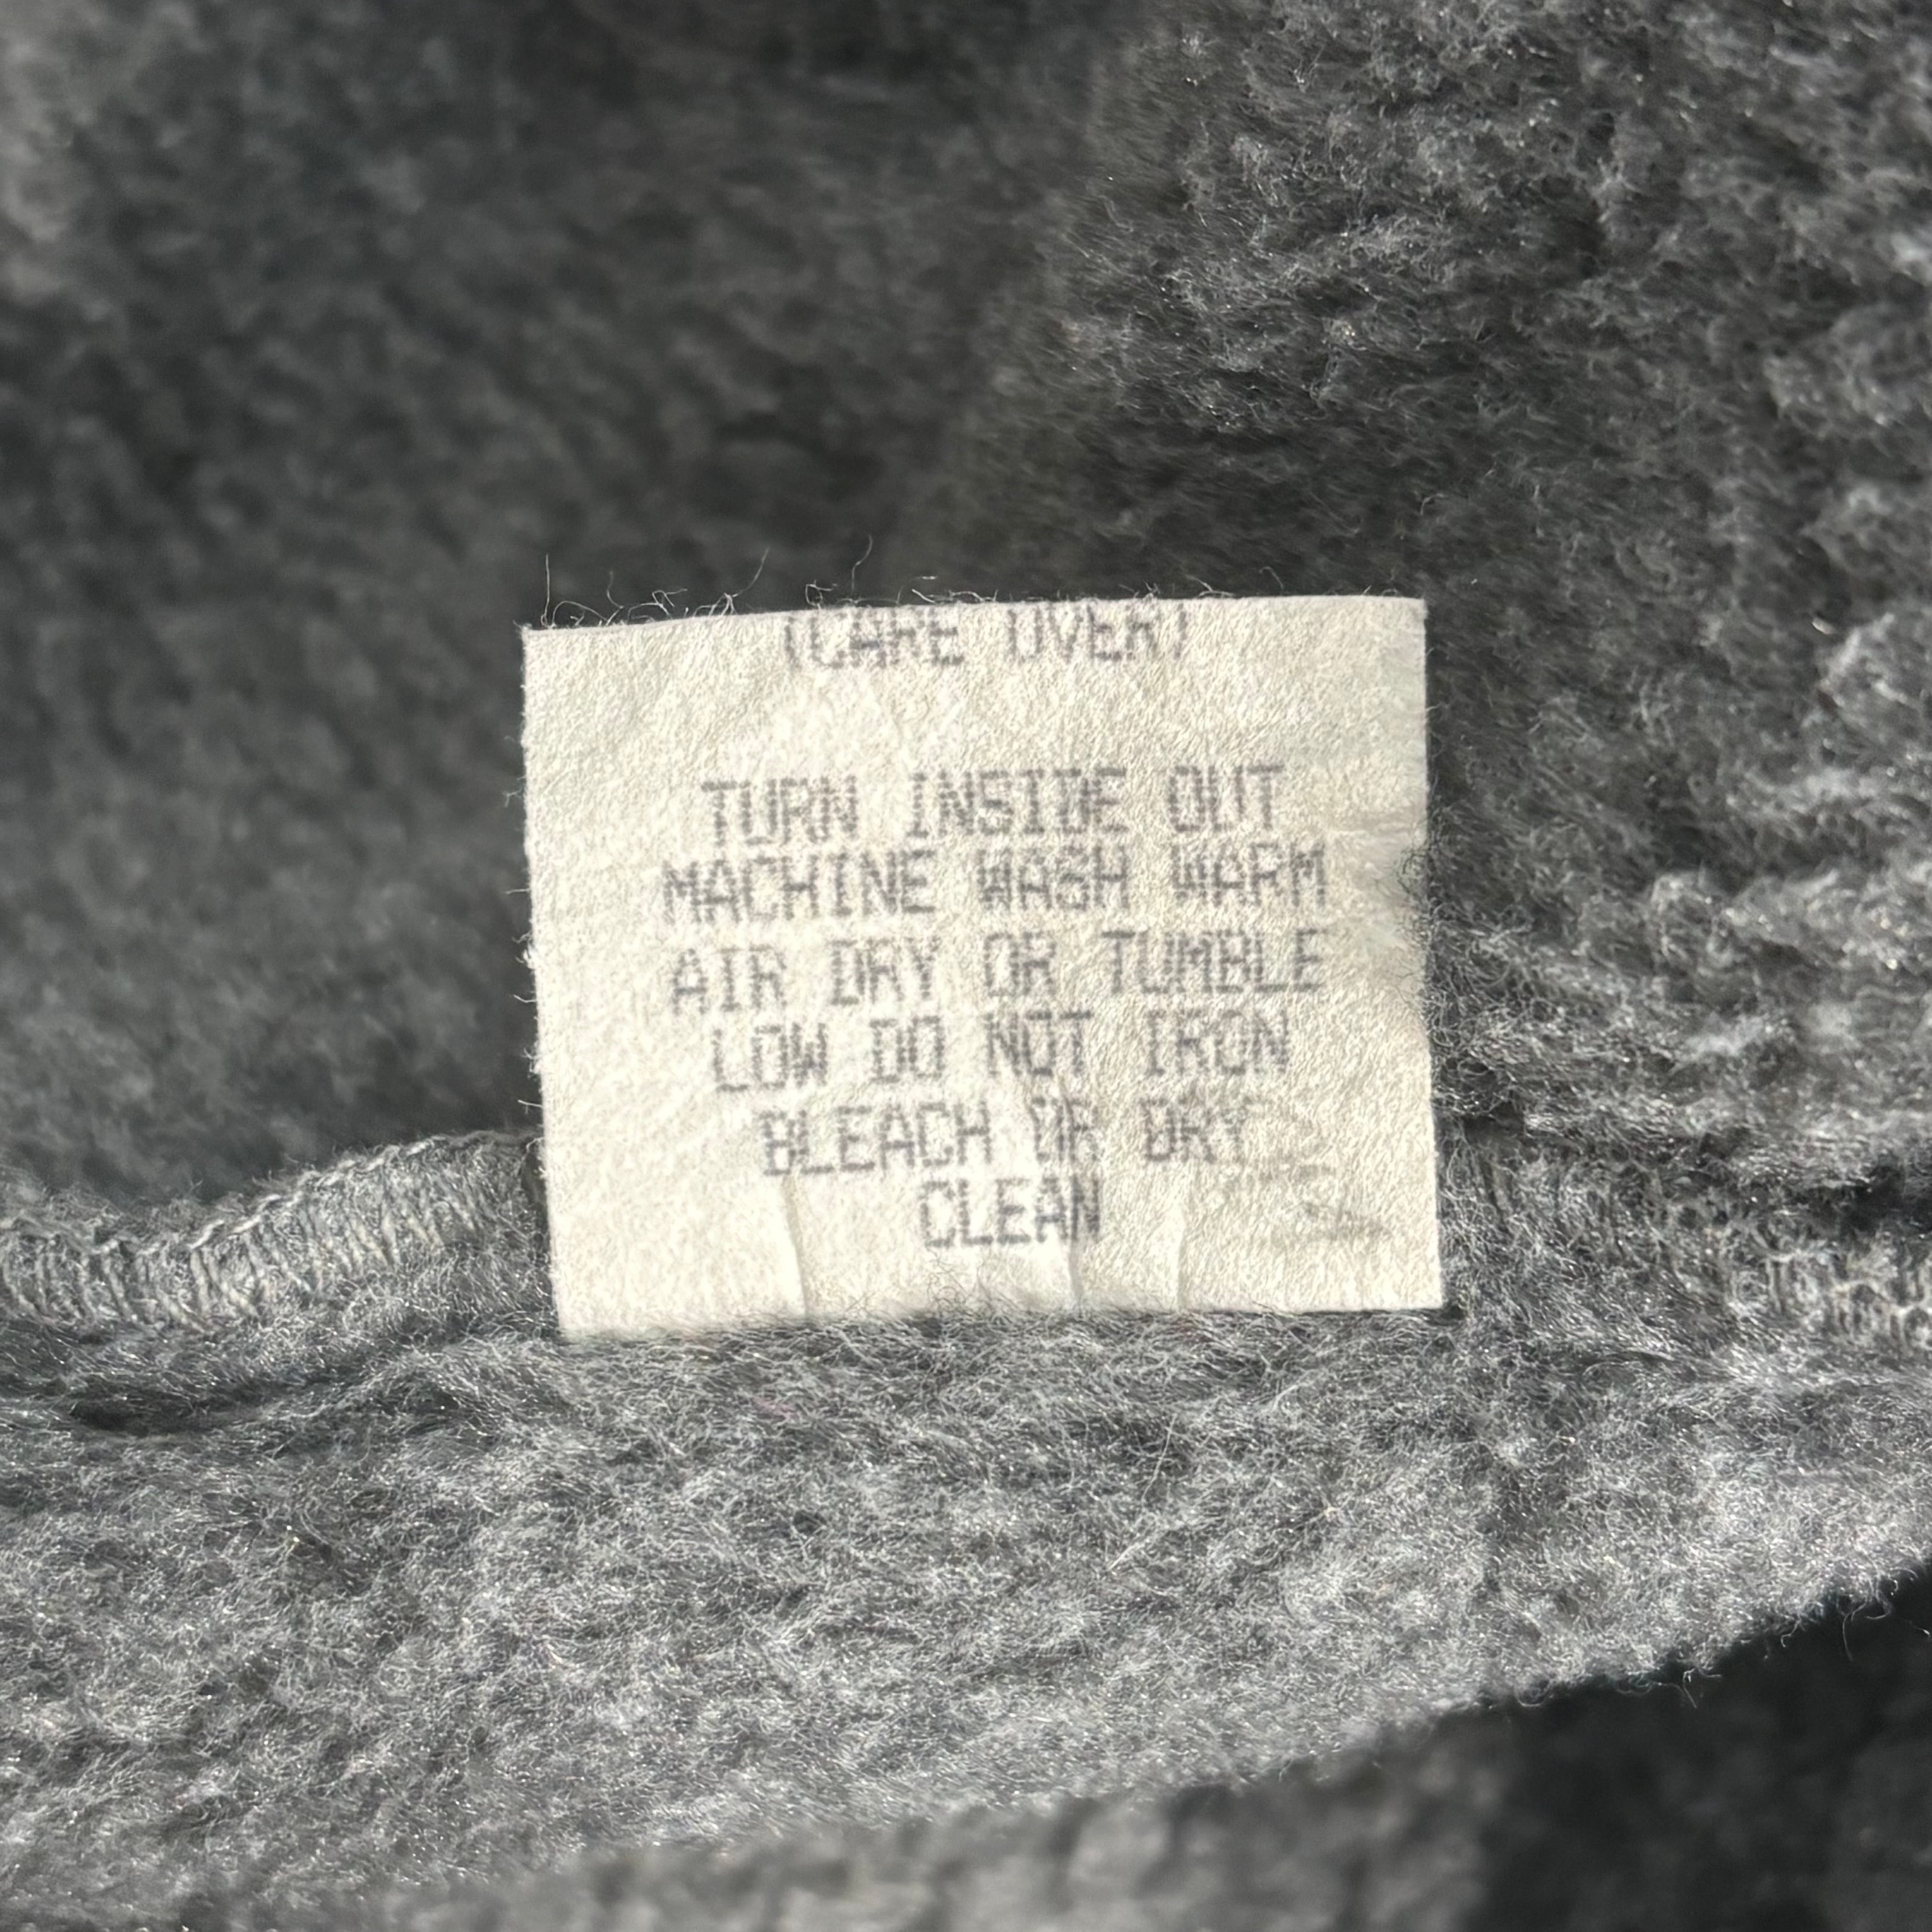 (CARE OVER)
TURN INSIDE OUT
MACHINE WASH WARM
AIR DRY OR TUMBLE
LOW DO NOT IRON
BLEACH OR DRY
CLEAN